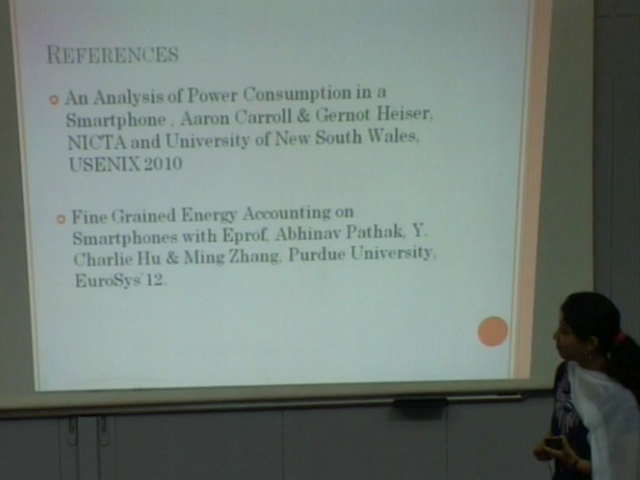 REFERENCES
An Analysis of Power Consumption in a
Smartphone , Aaron Carroll & Gernot Heiser,
NICTA and University of New South Wales,
USENIX 2010
Fine Grained Energy Accounting on
Smartphones with Eprof, Abhinav Pathak, Y.
Charlie Hu & Ming Zhang, Purdue University,
EuroSys'12.